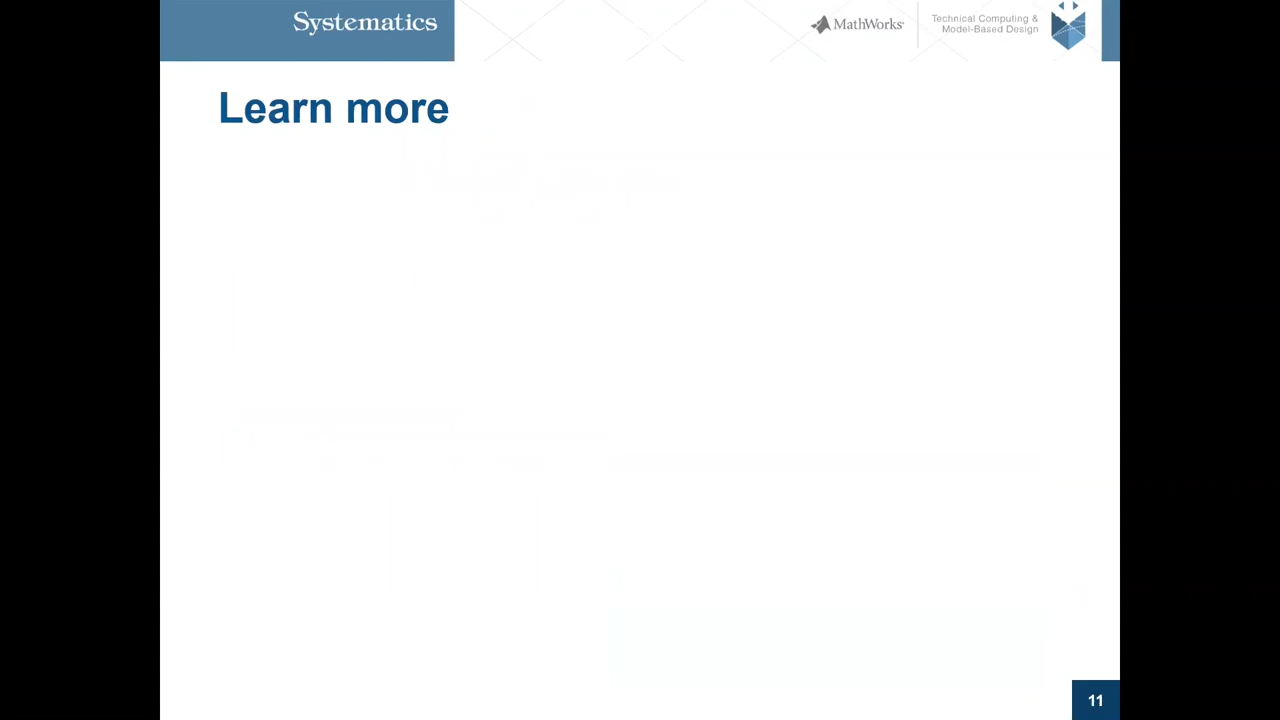 Systematics
MathWorks®
Technical Computing &
Model-Based Design
Learn more
11